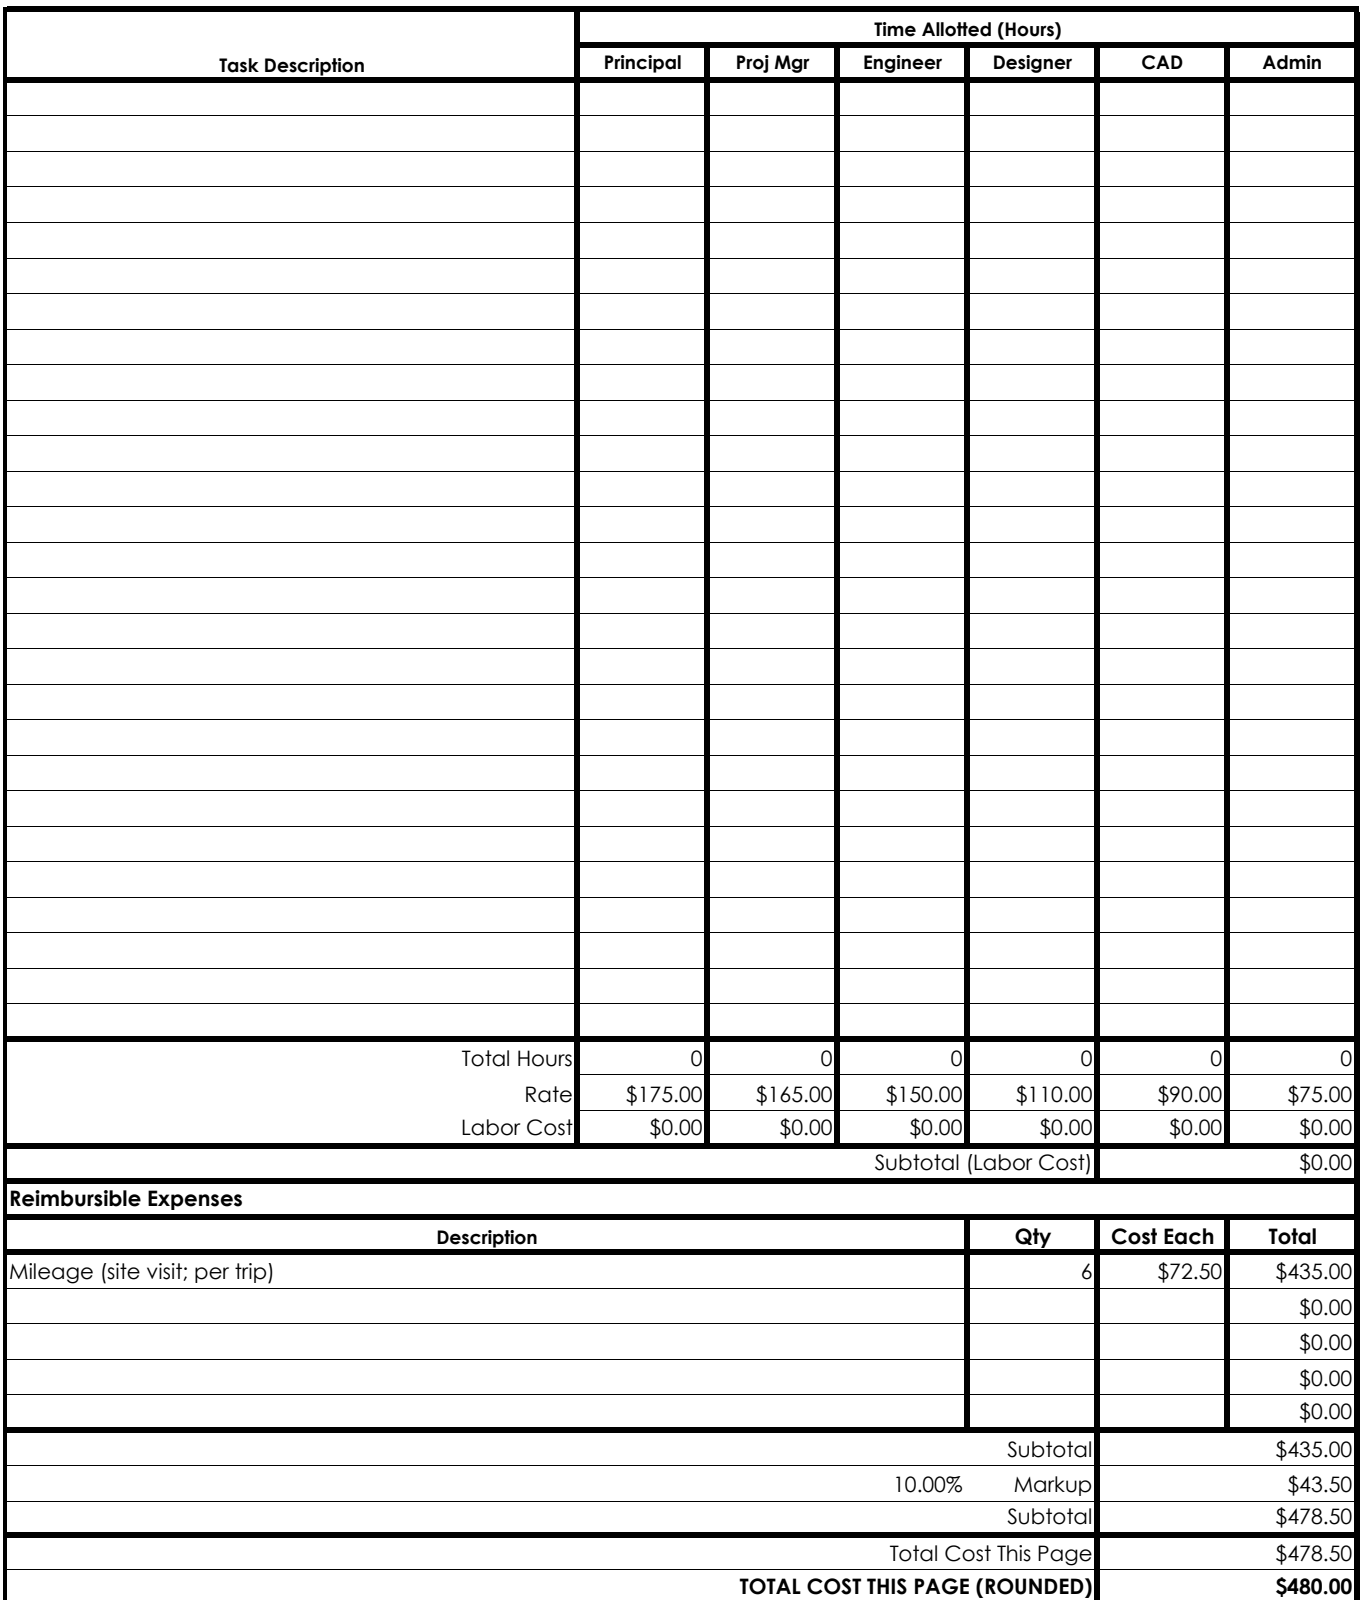 Time Allotted (Hours)
Task Description Principal Proj Mgr Engineer Designer CAD Admin
Total Hours 0 0 0 0 0 0
Rate $175.00 $165.00 $150.00 $110.00 $90.00 $75.00
Labor Cost $0.00 $0.00 $0.00 $0.00 $0.00 $0.00
Subtotal (Labor Cost) $0.00
Reimbursible Expenses
Description Qty Cost Each Total
Mileage (site visit; per trip) 6 $72.50 $435.00
$0.00
$0.00
$0.00
$0.00
Subtotal $435.00
10.00% Markup $43.50
Subtotal $478.50
Total Cost This Page $478.50
TOTAL COST THIS PAGE (ROUNDED) $480.00